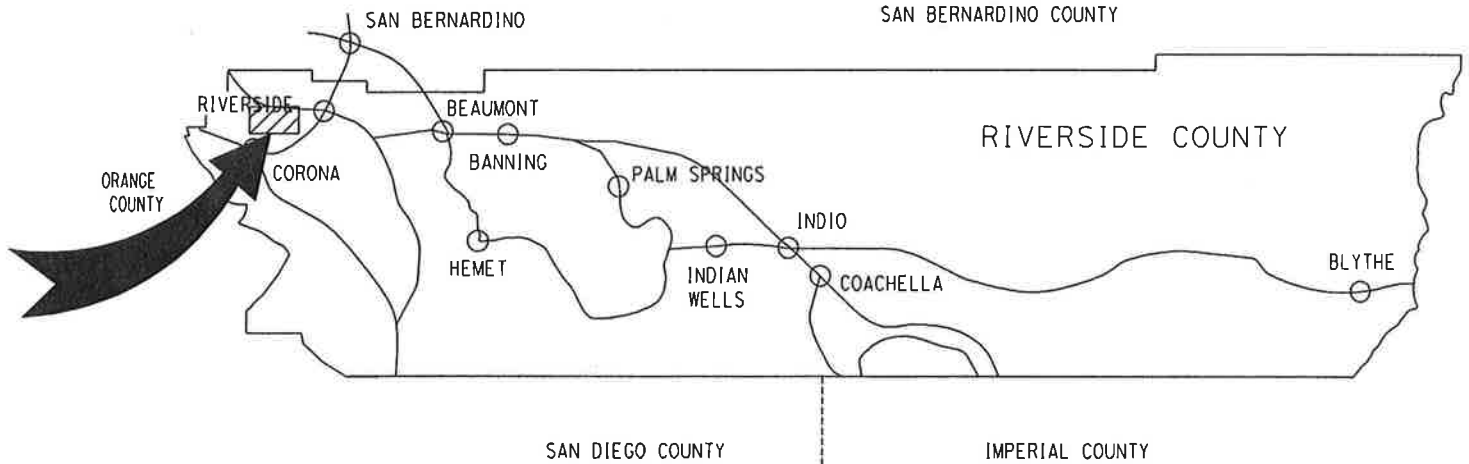 SAN BERNARDINO
SAN BERNARDINO COUNTY
RIVERSIDE
BEAUMONT
RIVERSIDE COUNTY
BANNING
CORONA
PALM SPRINGS
ORANGE
COUNTY
INDIO
HEMET
INDIAN
WELLS
COACHELLA
BLYTHE
SAN DIEGO COUNTY
IMPERIAL COUNTY